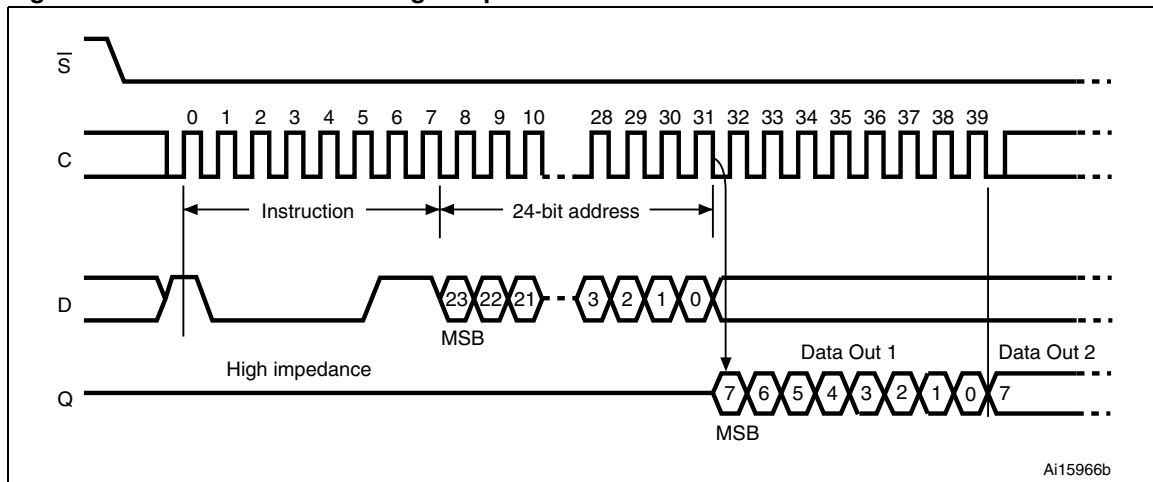 S
0 1 2 3 4 5 6 7 8 9 10 28 29 30 31 32 33 34 35 36 37 38 39
C
Instruction 24-bit address
D 23 22 21 3 2 1 0
MSB
High impedance Data Out 1 Data Out 2
Q 7 6 5 4 3 2 1 0 7
MSB
Ai15966b